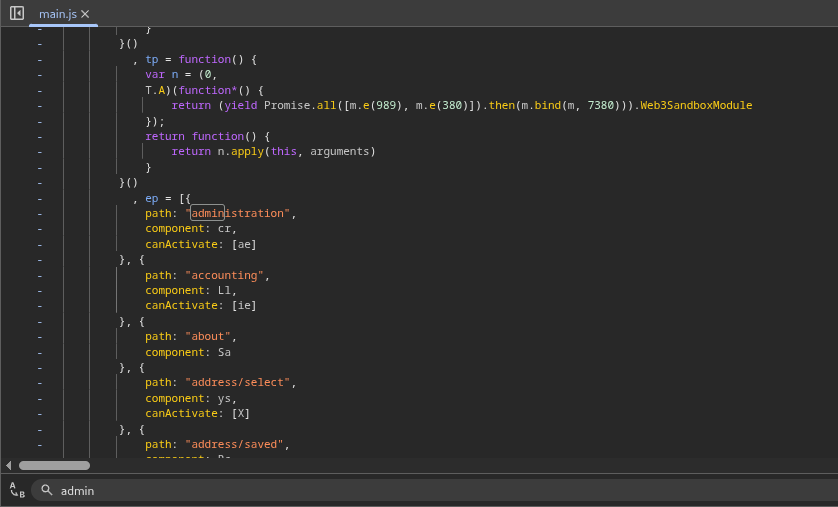 main.js
}
}()
, tp = function() {
var n = (0,
T.A)(function*() {
return (yield Promise.all([m.e(989), m.e(380)]).then(m.bind(m, 7380))).Web3SandboxModule
});
return function() {
return n.apply(this, arguments)
}
}()
, ep = [{
path: "administration",
component: cr,
canActivate: [ae]
}, {
path: "accounting",
component: Ll,
canActivate: [ie]
}, {
path: "about",
component: Sa
}, {
path: "address/select",
component: ys,
canActivate: [X]
}, {
path: "address/saved",
admin